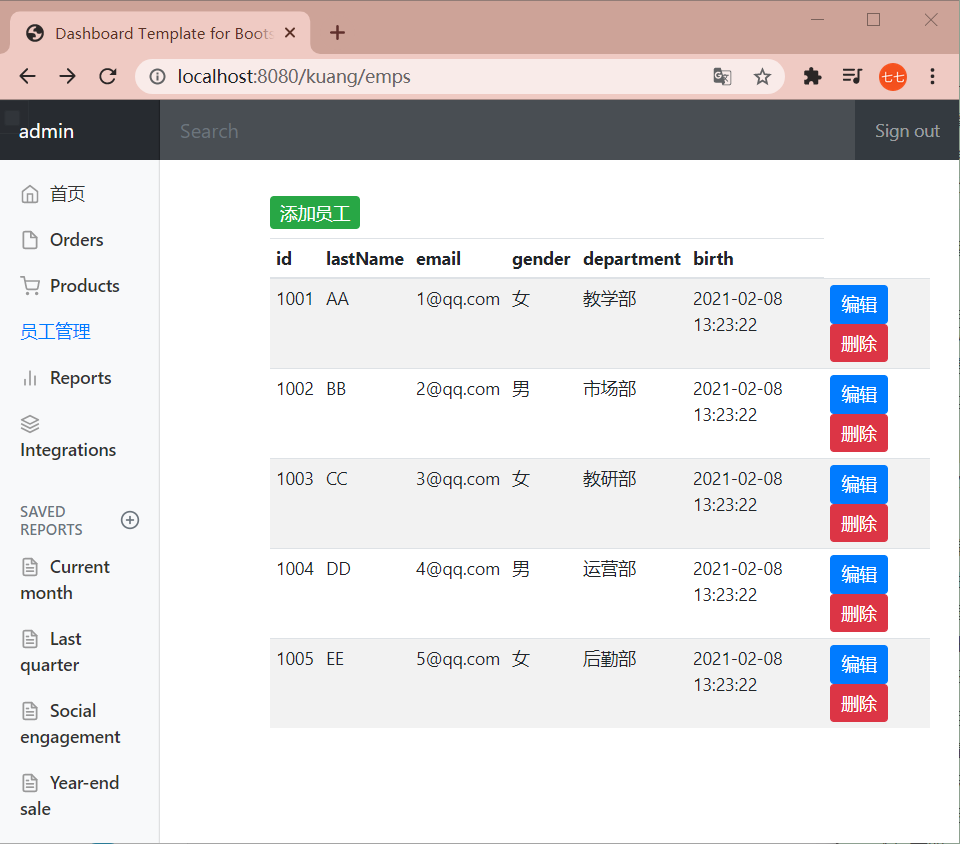 Dashboard Template for Boots
localhost:8080/kuang/emps
七七
admin
Search
Sign out
首页
Orders
Products
员工管理
Reports
Integrations
SAVED
REPORTS
Current
month
Last
quarter
Social
engagement
Year-end
sale
添加员工
id lastName email gender department birth
1001 AA 1@qq.com 女 教学部 2021-02-08 编辑
13:23:22 删除
1002 BB 2@qq.com 男 市场部 2021-02-08 编辑
13:23:22 删除
1003 CC 3@qq.com 女 教研部 2021-02-08 编辑
13:23:22 删除
1004 DD 4@qq.com 男 运营部 2021-02-08 编辑
13:23:22 删除
1005 EE 5@qq.com 女 后勤部 2021-02-08 编辑
13:23:22 删除